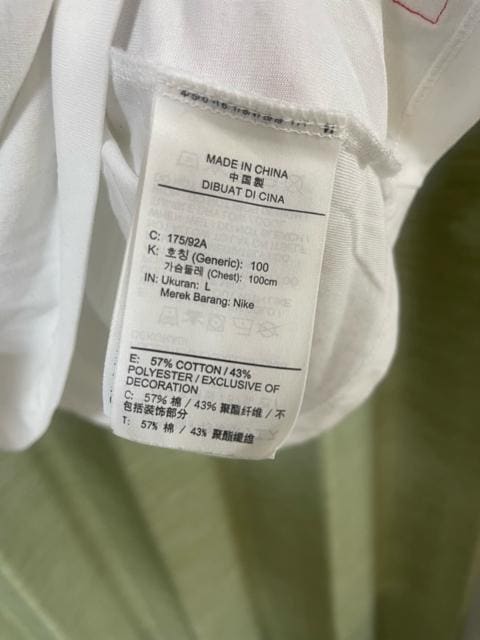 MADE IN CHINA
中国製
DIBUAT DI CINA
C: 175/92A
K: 호칭 (Generic): 100
가슴둘레 (Chest): 100cm
IN: Ukuran: L
Merek Barang: Nike
E: 57% COTTON / 43%
POLYESTER / EXCLUSIVE OF
DECORATION
C: 57% 棉 / 43% 聚酯纤维 / 不
包括装饰部分
T: 57% 棉 / 43% 聚酯纖維